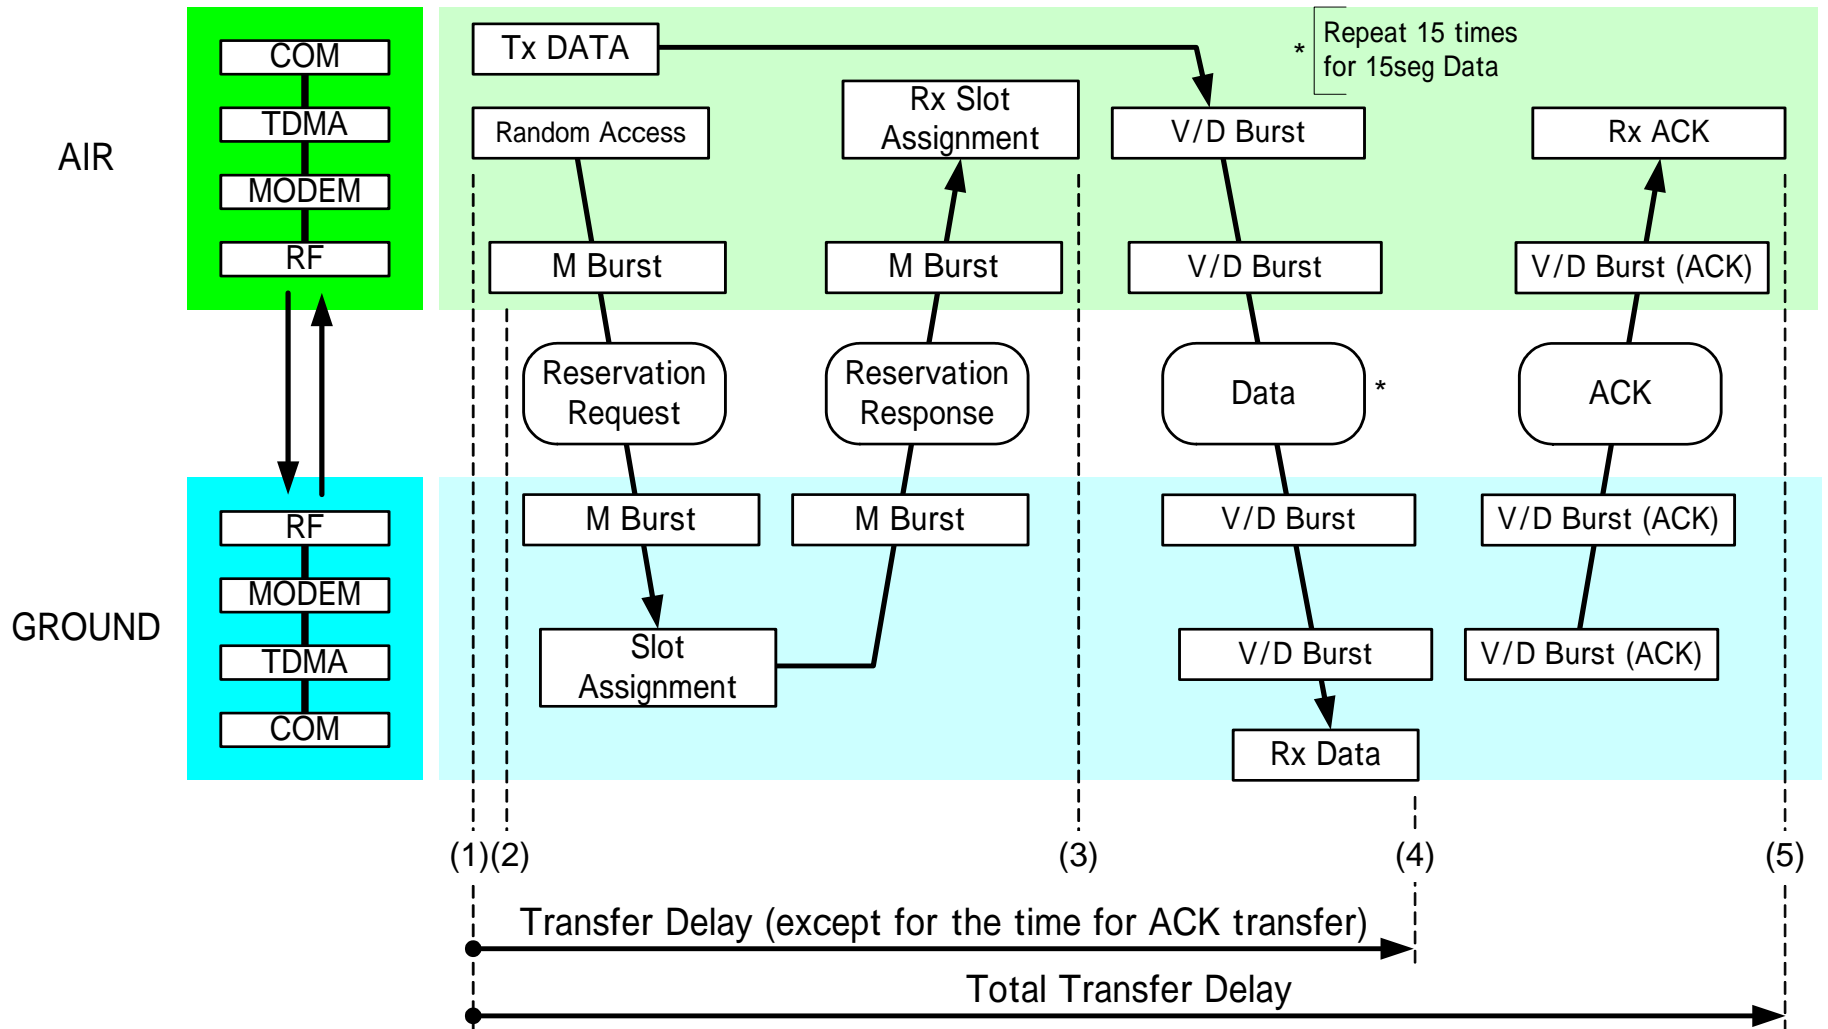 AIR
COM
TDMA
MODEM
RF
Tx DATA
* Repeat 15 times
for 15seg Data
Random Access
Rx Slot
Assignment
V/D Burst
Rx ACK
M Burst
M Burst
V/D Burst
V/D Burst (ACK)
Reservation
Request
Reservation
Response
Data
*
ACK
GROUND
RF
MODEM
TDMA
COM
M Burst
M Burst
V/D Burst
V/D Burst (ACK)
Slot
Assignment
V/D Burst
V/D Burst (ACK)
Rx Data
(1)
(2)
(3)
(4)
(5)
Transfer Delay (except for the time for ACK transfer)
Total Transfer Delay